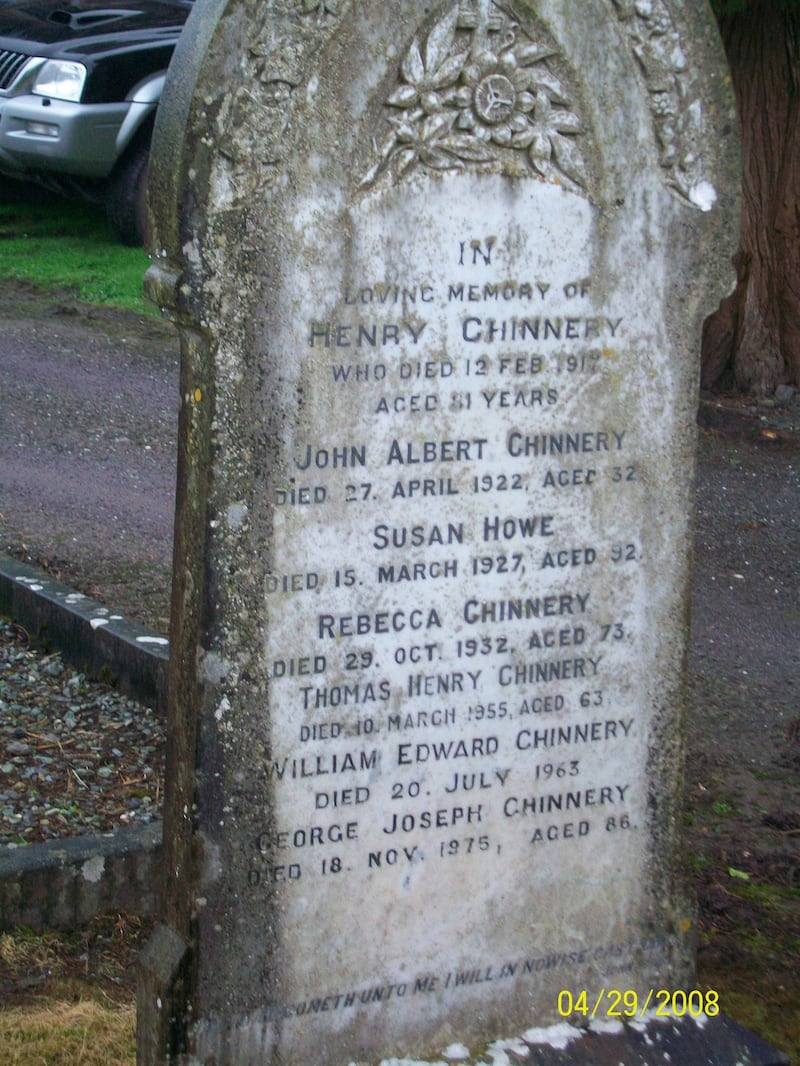 IN
LOVING MEMORY OF
HENRY CHINNERY
WHO DIED 12 FEB. 1917
AGED 81 YEARS
JOHN ALBERT CHINNERY
DIED 27. APRIL 1922, AGED 32
SUSAN HOWE
DIED 15. MARCH 1927, AGED 92.
REBECCA CHINNERY
DIED 29. OCT. 1932. AGED 73.
THOMAS HENRY CHINNERY
DIED 10. MARCH 1955, AGED 63.
WILLIAM EDWARD CHINNERY
DIED 20. JULY 1963
GEORGE JOSEPH CHINNERY
DIED 18. NOV. 1975, AGED 86.
COMETH UNTO ME I WILL IN NOWISE CAST
04/29/2008